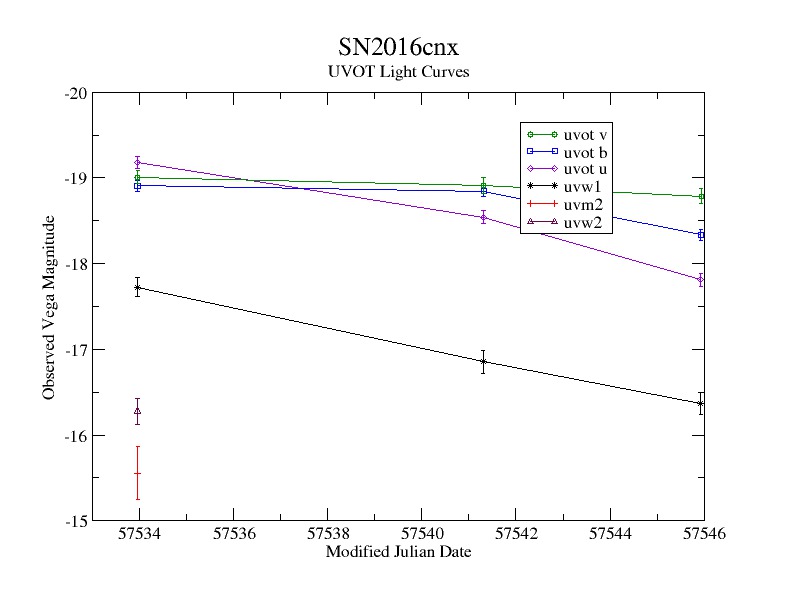 SN2016cnx
UVOT Light Curves
-20
-19
-18
-17
-16
-15
Observed Vega Magnitude
uvot v
uvot b
uvot u
uvw1
uvm2
uvw2
57534 57536 57538 57540 57542 57544 57546
Modified Julian Date